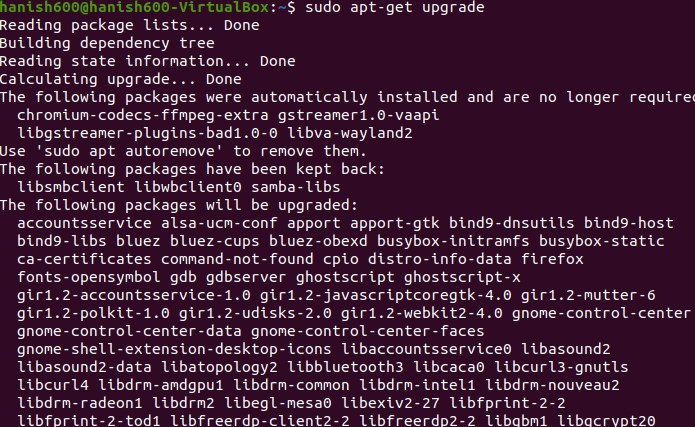 hanish600@hanish600-VirtualBox:~$ sudo apt-get upgrade
Reading package lists... Done
Building dependency tree
Reading state information... Done
Calculating upgrade... Done
The following packages were automatically installed and are no longer required
  chromium-codecs-ffmpeg-extra gstreamer1.0-vaapi
  libgstreamer-plugins-bad1.0-0 libva-wayland2
Use 'sudo apt autoremove' to remove them.
The following packages have been kept back:
  libsmbclient libwbclient0 samba-libs
The following packages will be upgraded:
  accountsservice alsa-ucm-conf apport apport-gtk bind9-dnsutils bind9-host
  bind9-libs bluez bluez-cups bluez-obexd busybox-initramfs busybox-static
  ca-certificates command-not-found cpio distro-info-data firefox
  fonts-opensymbol gdb gdbserver ghostscript ghostscript-x
  gir1.2-accountsservice-1.0 gir1.2-javascriptcoregtk-4.0 gir1.2-mutter-6
  gir1.2-polkit-1.0 gir1.2-udisks-2.0 gir1.2-webkit2-4.0 gnome-control-center
  gnome-control-center-data gnome-control-center-faces
  gnome-shell-extension-desktop-icons libaccountsservice0 libasound2
  libasound2-data libatopology2 libbluetooth3 libcaca0 libcurl3-gnutls
  libcurl4 libdrm-amdgpu1 libdrm-common libdrm-intel1 libdrm-nouveau2
  libdrm-radeon1 libdrm2 libegl-mesa0 libexiv2-27 libfprint-2-2
  libfprint-2-tod1 libfreerdp-client2-2 libfreerdp2-2 libgbm1 libgcrypt20